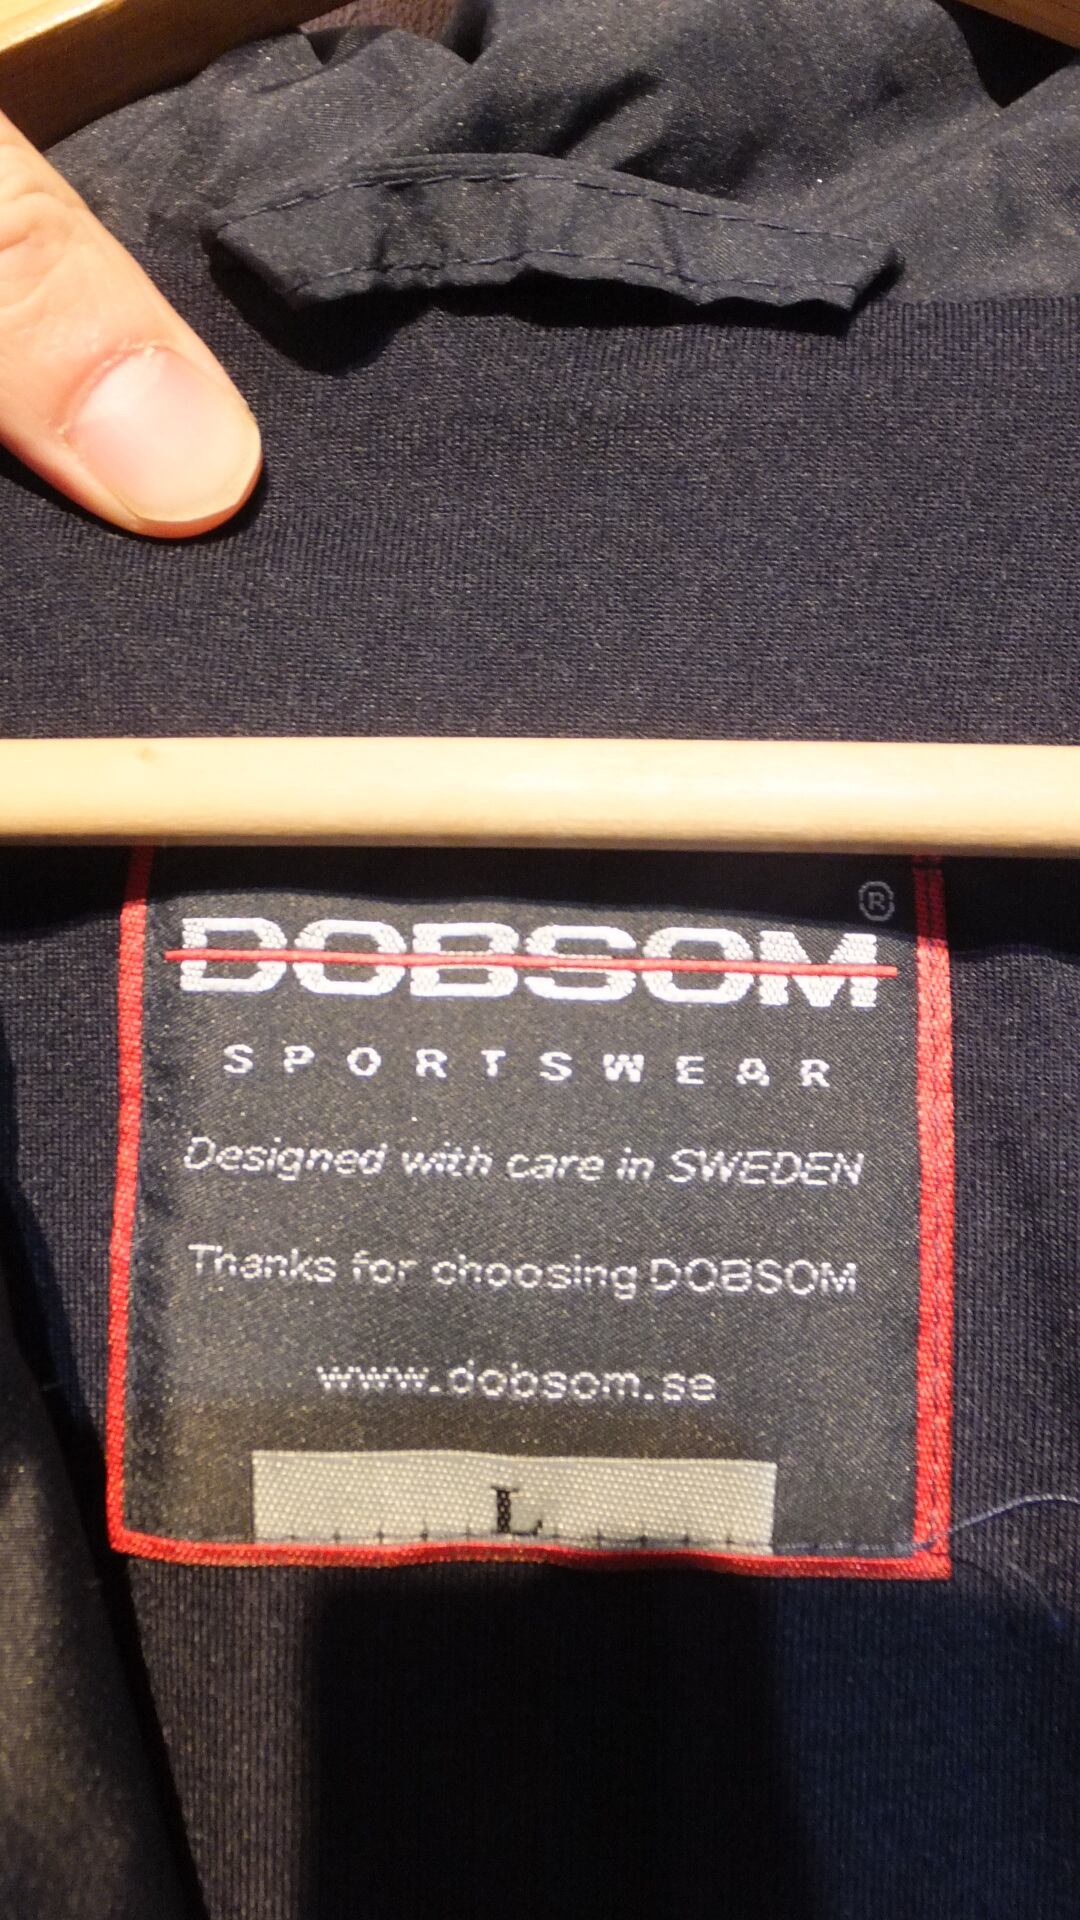 ®
DOBSOM
SPORTSWEAR
Designed with care in SWEDEN
Thanks for choosing DOBSOM
www.dobsom.se
L